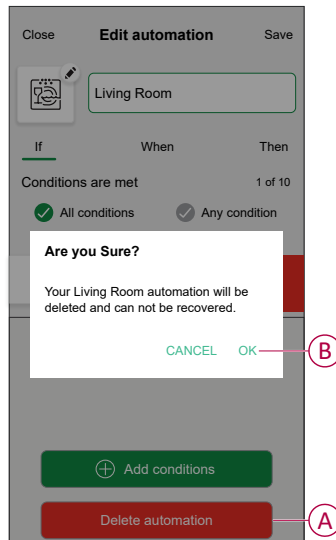 Close Edit automation Save
Living Room
If When Then
Conditions are met 1 of 10
All conditions Any condition
Are you Sure?
Your Living Room automation will be
deleted and can not be recovered.
CANCEL OK
B
Add conditions
Delete automation
A